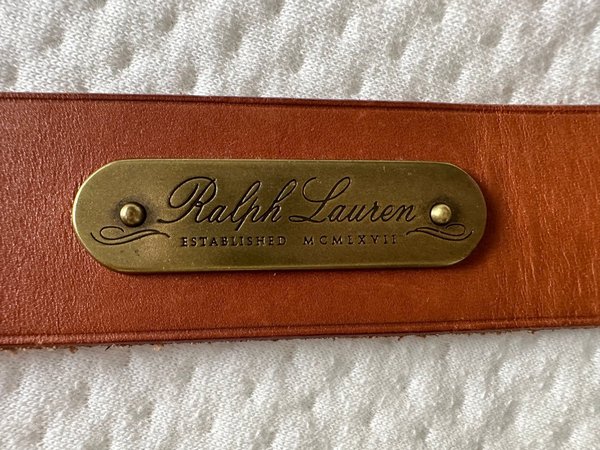 Ralph Lauren
ESTABLISHED MCMLXVII